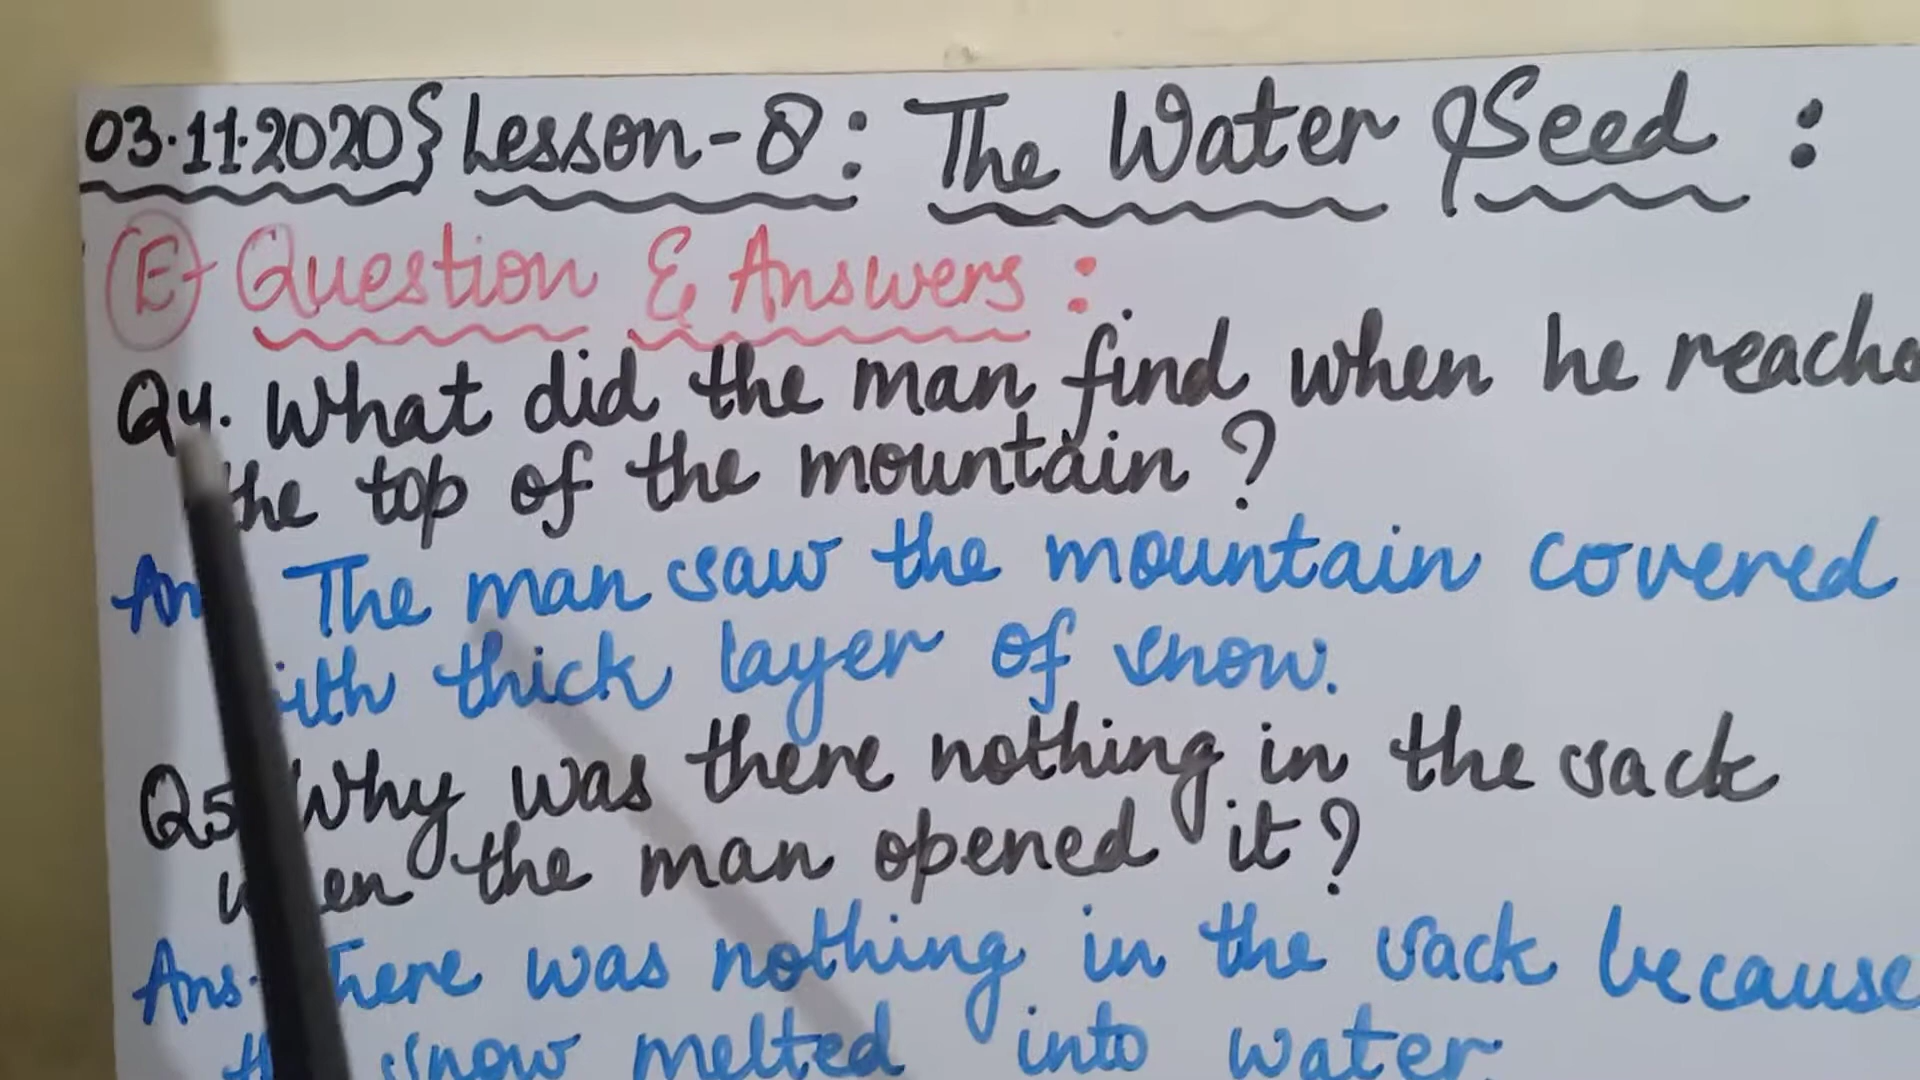 03.11.2020} Lesson-8: The Water Seed :
(E) Question & Answers :
Q4. What did the man find when he
the top of the mountain ?
The man saw the mountain covered
thick layer of snow.
Q5 Why was there nothing in the sack
the man opened it?
Ans. There was nothing in the sack because
snow melted into water.